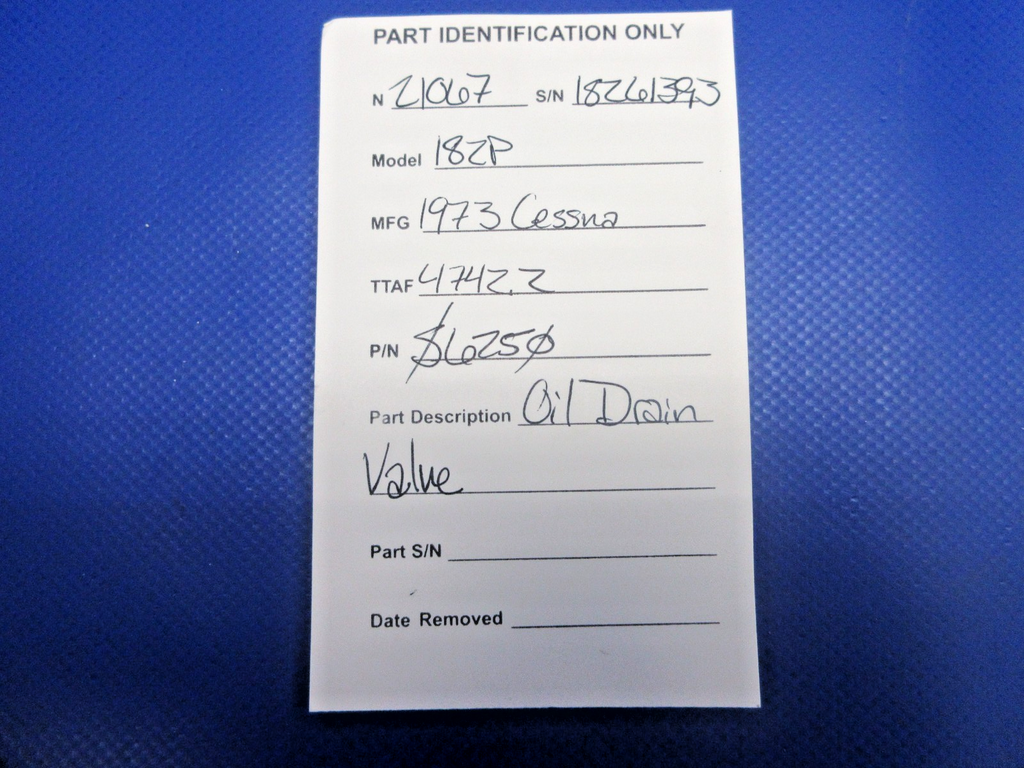 PART IDENTIFICATION ONLY
N 21067 S/N 18261393
Model 182P
MFG 1973 Cessna
TTAF 4742.2
P/N $6250
Part Description Oil Drain
Valve
Part S/N
Date Removed